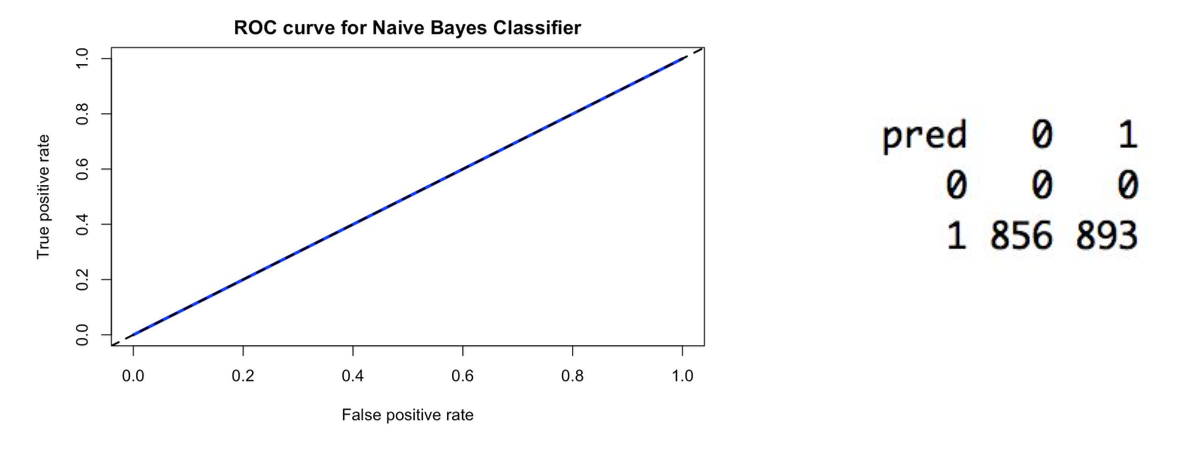 ROC curve for Naive Bayes Classifier
True positive rate
1.0
0.8
0.6
0.4
0.2
0.0
0.0 0.2 0.4 0.6 0.8 1.0
False positive rate
pred 0 1
0 0 0
1 856 893